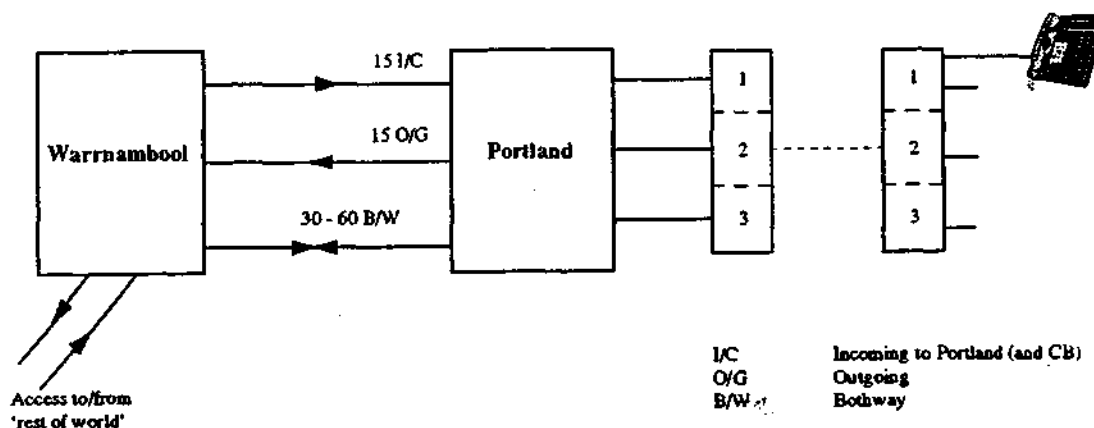 15 I/C
Warrnambool
15 O/G
Portland
30 - 60 B/W
1
2
3
1
2
3
Access to/from
'rest of world'
I/C Incoming to Portland (and CB)
O/G Outgoing
B/W Bothway